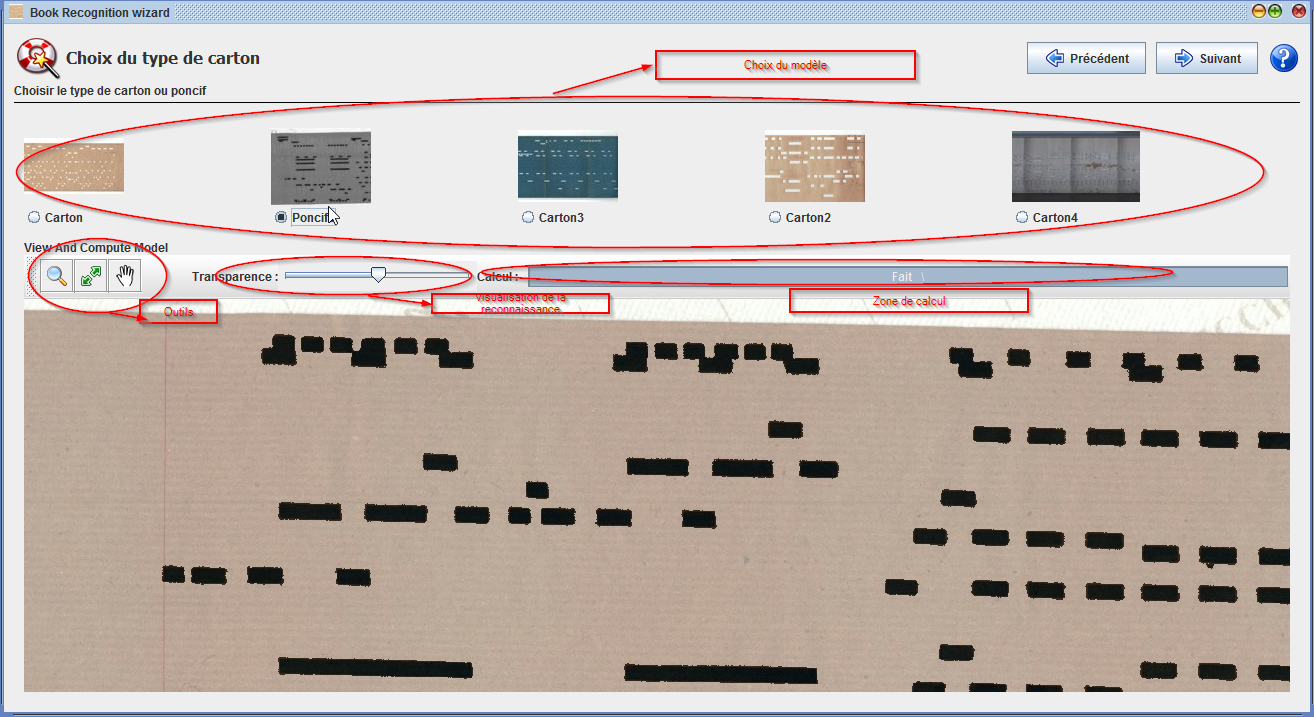 Book Recognition wizard
Choix du type de carton
Choix du modèle
Précédent
Suivant
Choisir le type de carton ou poncif
Carton
Poncif
Carton3
Carton2
Carton4
View And Compute Model
Transparence :
Calcul :
Fait
Outils
Visualisation de la
reconnaissance
Zone de calcul